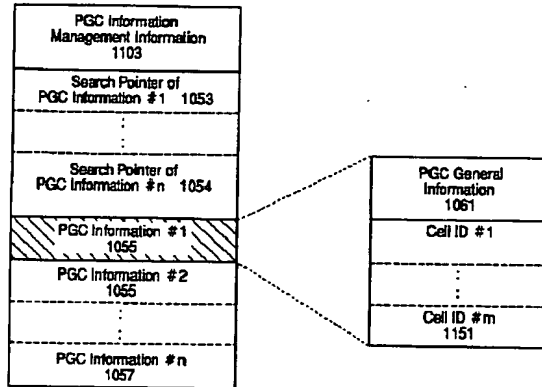 PGC Information
Management Information
1103
Search Pointer of
PGC Information #1 1053
Search Pointer of
PGC Information #n 1054
PGC Information #1
1055
PGC Information #2
1055
PGC Information #n
1057
PGC General
Information
1061
Cell ID #1
Cell ID #m
1151